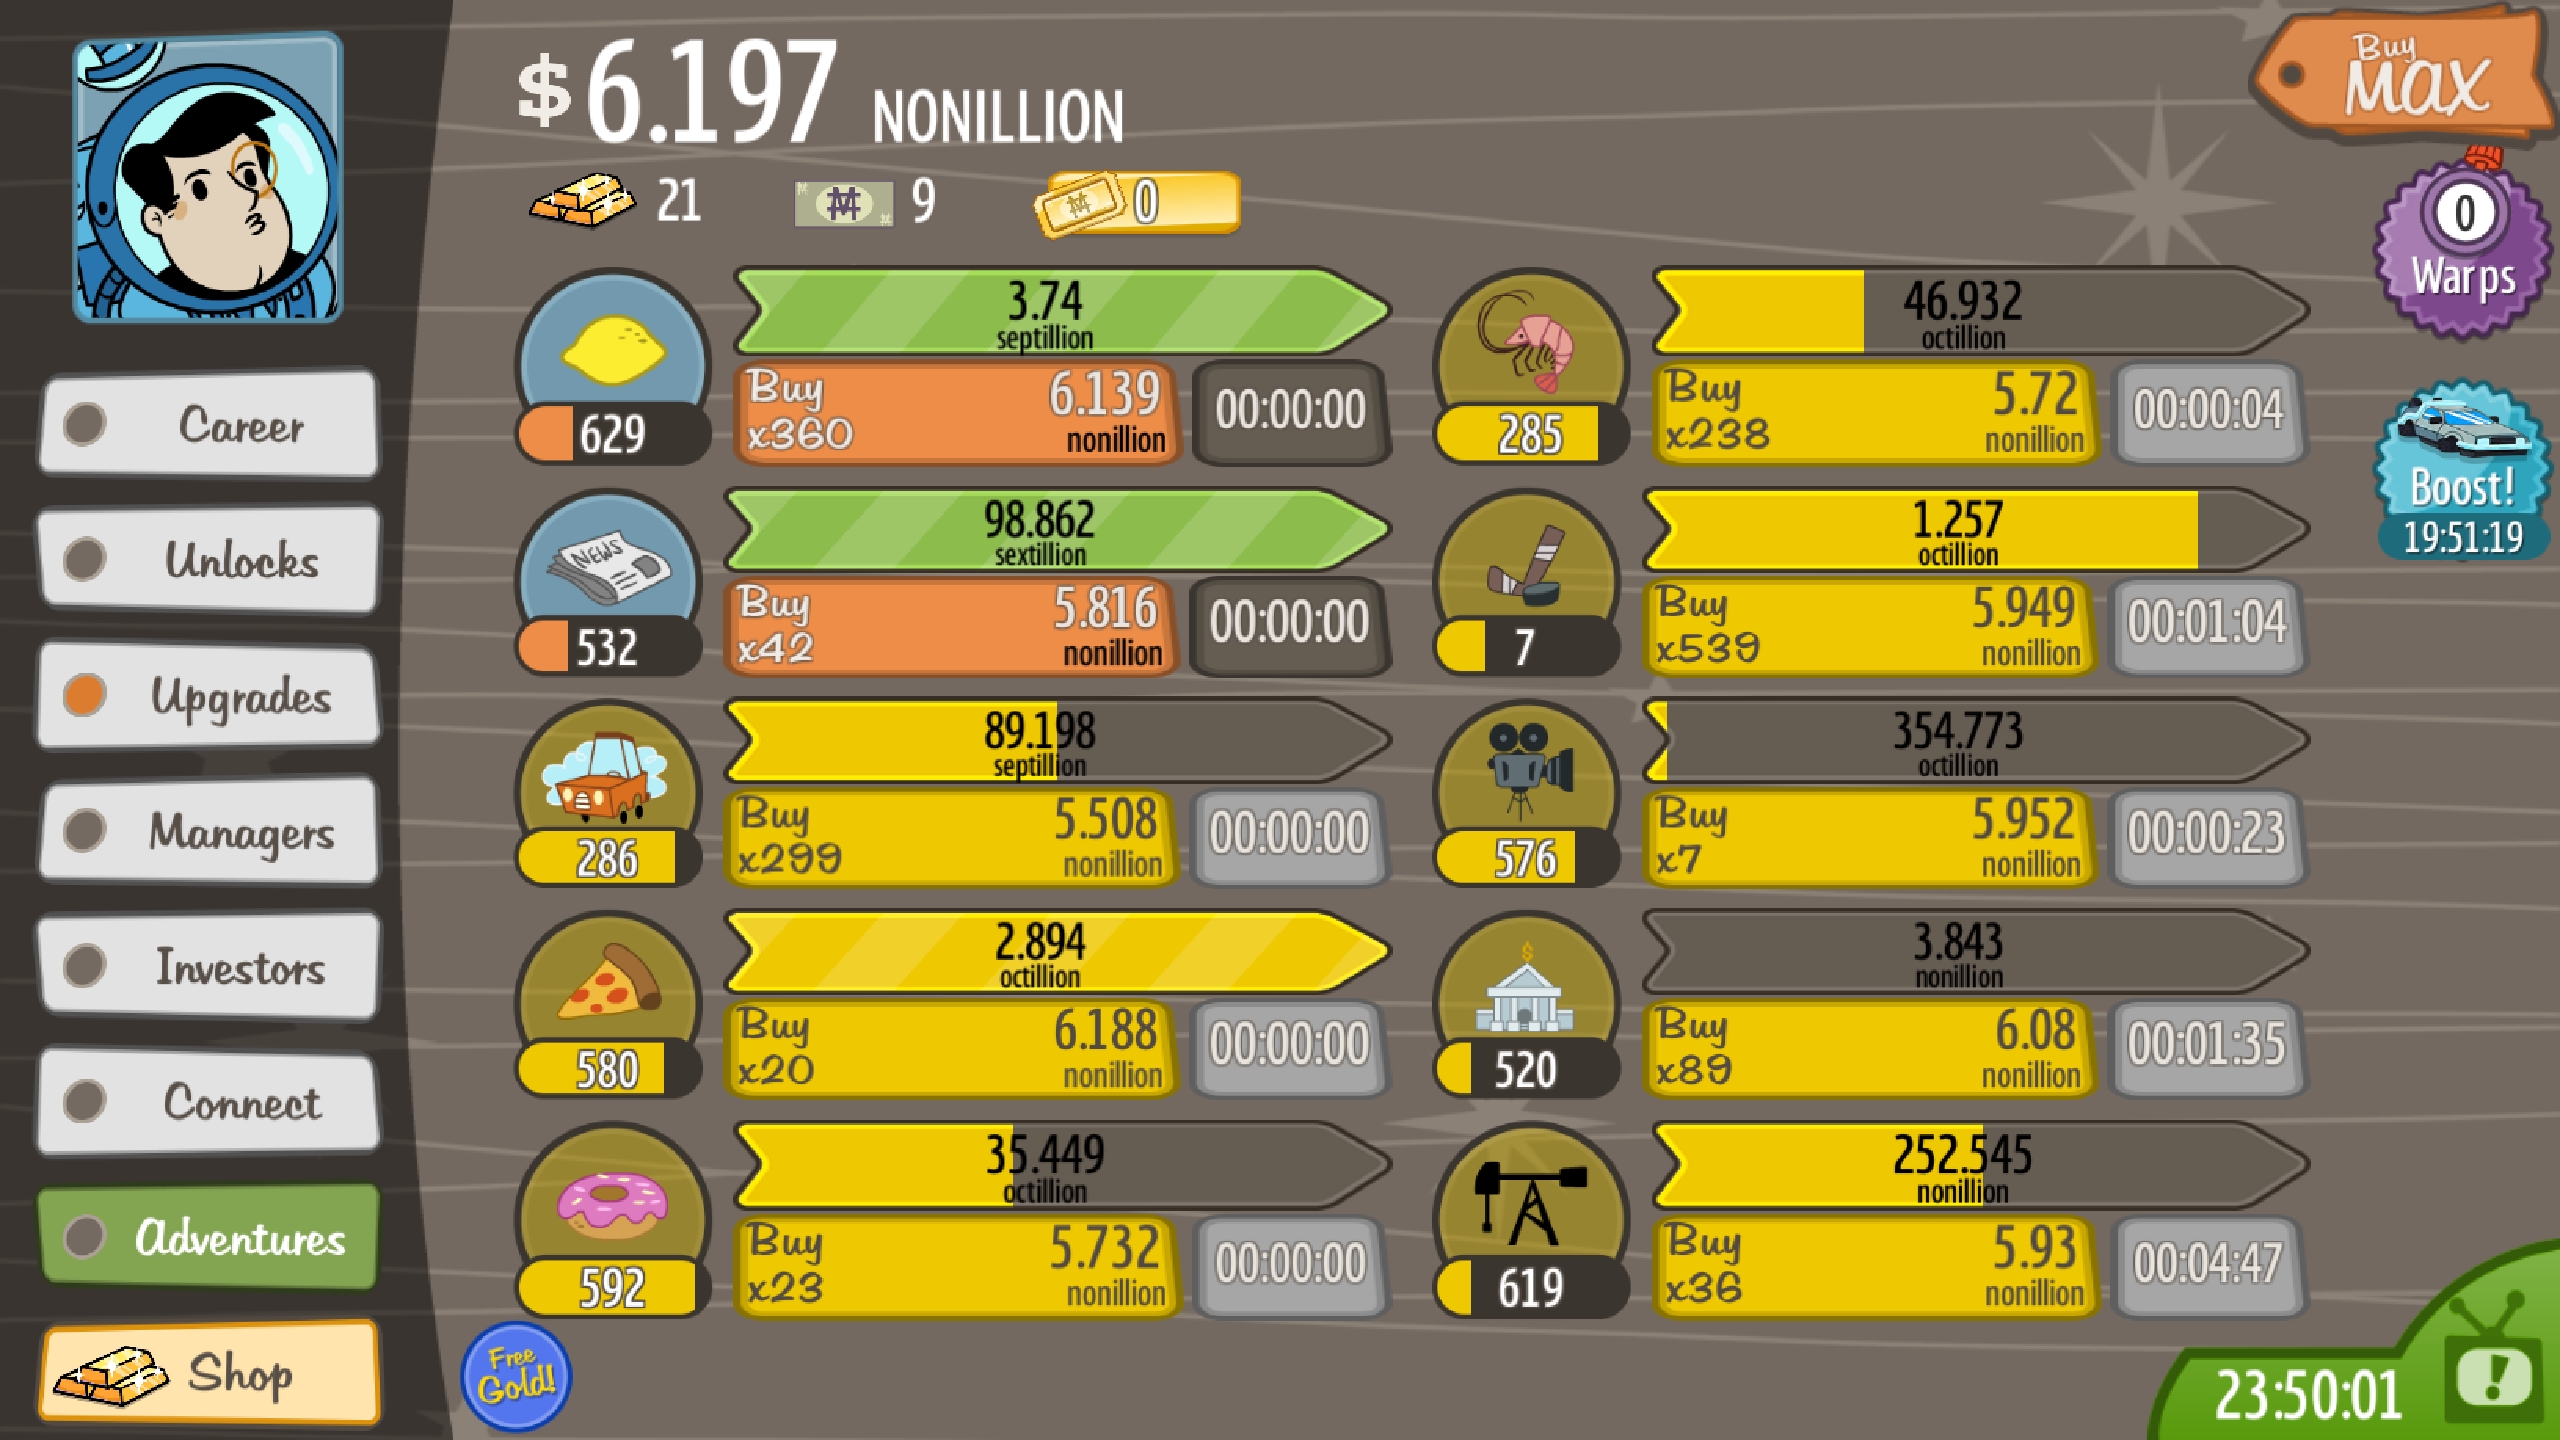 $6.197 NONILLION
Buy
MAX
21
9
0
0
Warps
Boost!
19:51:19
Career
Unlocks
Upgrades
Managers
Investors
Connect
Adventures
Shop
3.74
septillion
Buy
x360
6.139
nonillion
00:00:00
629
NEWS
98.862
sextillion
Buy
x42
5.816
nonillion
00:00:00
532
89.198
septillion
Buy
x299
5.508
nonillion
00:00:00
286
2.894
octillion
Buy
x20
6.188
nonillion
00:00:00
580
35.449
octillion
Buy
x23
5.732
nonillion
00:00:00
592
46.932
octillion
Buy
x238
5.72
nonillion
00:00:04
285
1.257
octillion
Buy
x539
5.949
nonillion
00:01:04
7
354.773
octillion
Buy
x7
5.952
nonillion
00:00:23
576
3.843
nonillion
Buy
x89
6.08
nonillion
00:01:35
520
252.545
nonillion
Buy
x36
5.93
nonillion
00:04:47
619
Free
Gold!
23:50:01
!